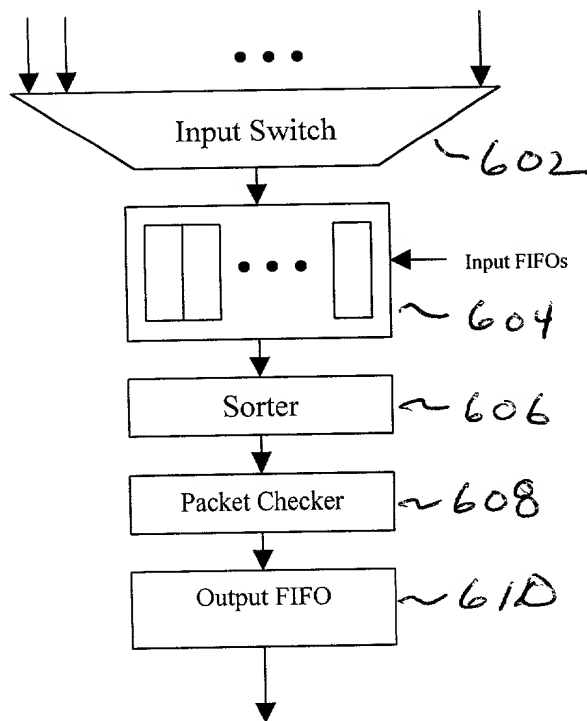 Input Switch
602
Input FIFOs
604
Sorter
606
Packet Checker
608
Output FIFO
610